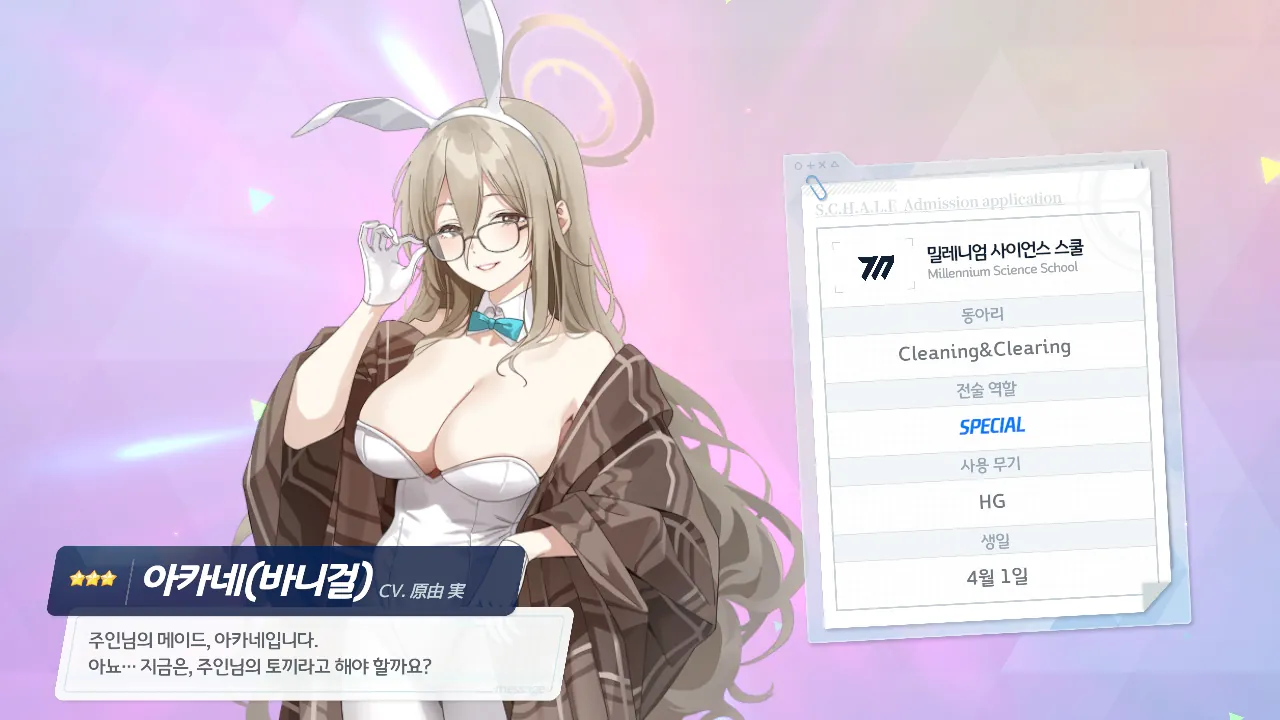 S.C.H.A.L.E Admission application
밀레니엄 사이언스 스쿨
Millennium Science School
동아리
Cleaning&Clearing
전술 역할
SPECIAL
사용 무기
HG
생일
4월 1일
아카네(바니걸) CV. 原由 実
주인님의 메이드, 아카네입니다.
아뇨… 지금은, 주인님의 토끼라고 해야 할까요?
message